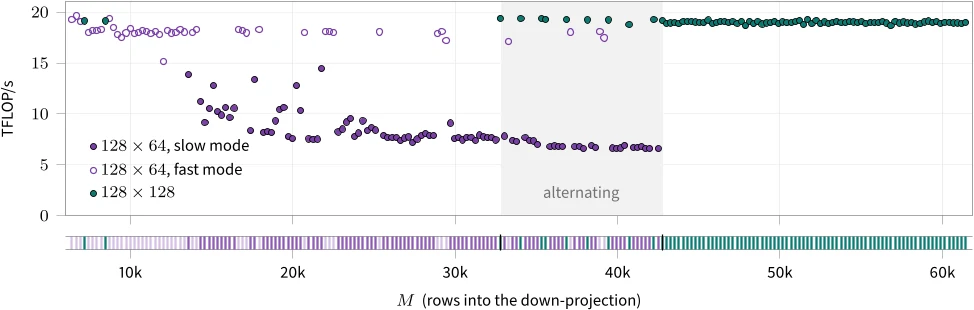 20
15
10
5
0
TFLOP/s
128 × 64, slow mode
128 × 64, fast mode
128 × 128
alternating
10k 20k 30k 40k 50k 60k
M (rows into the down-projection)